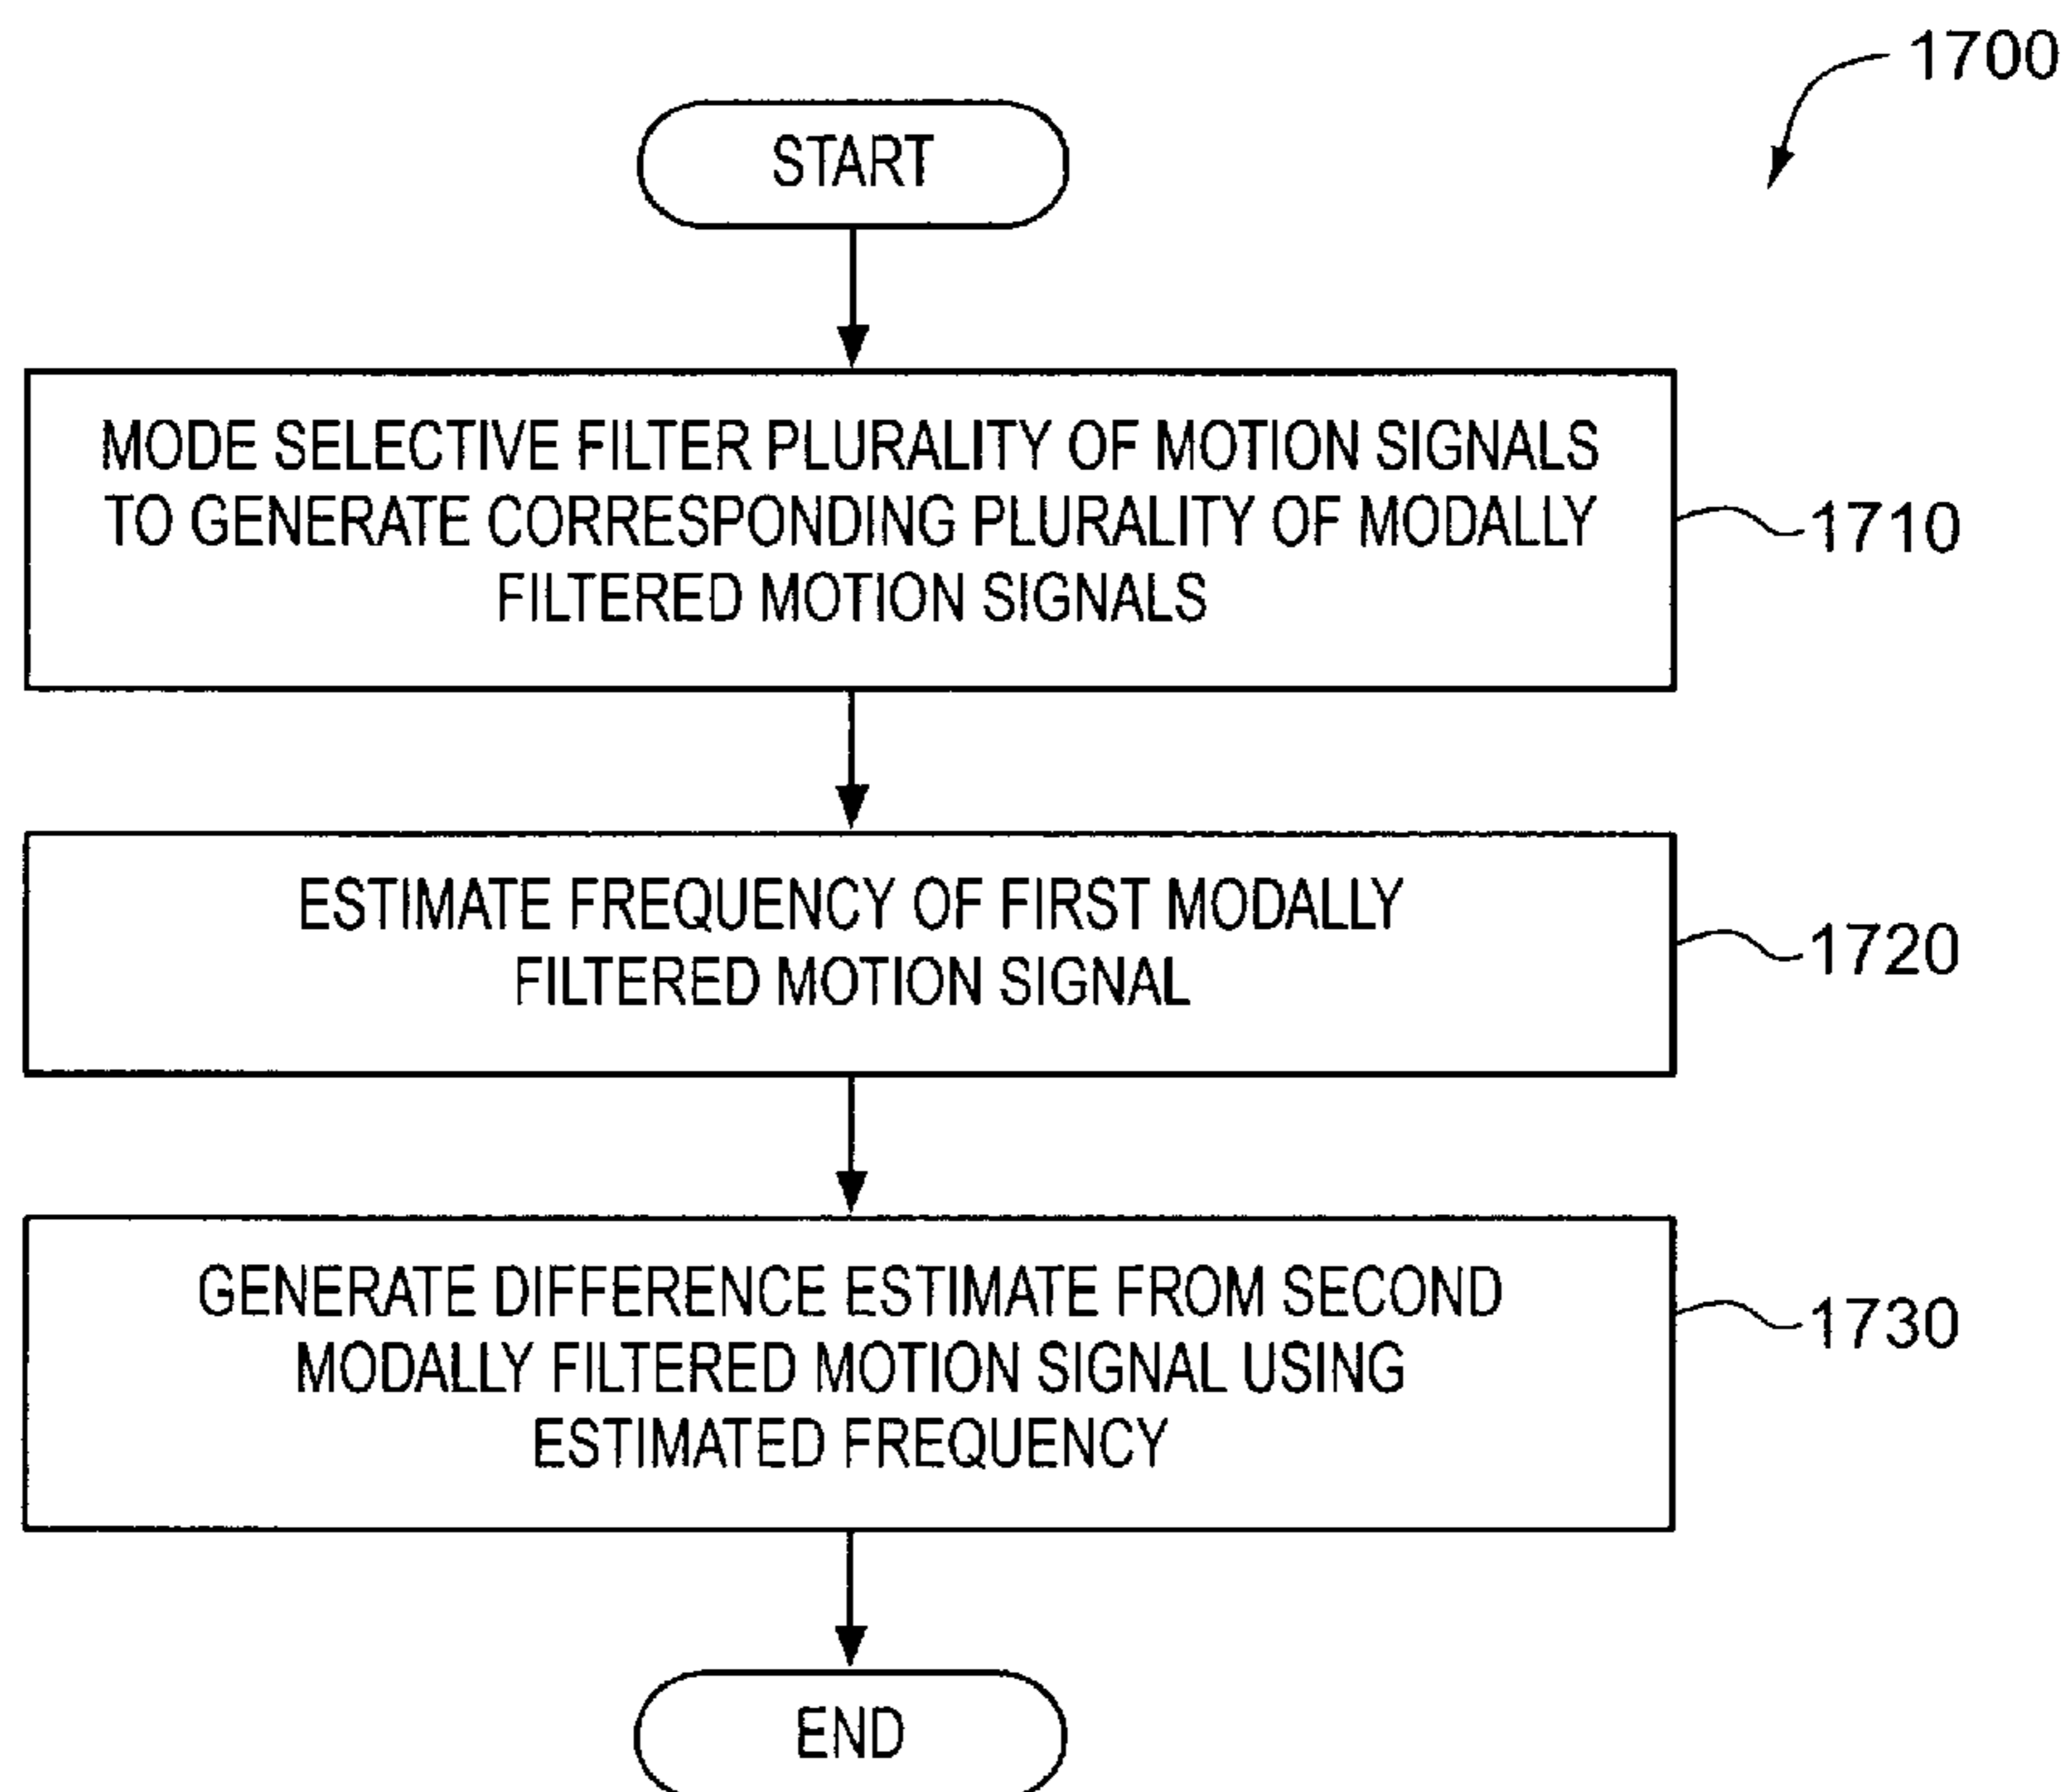 1700
START
MODE SELECTIVE FILTER PLURALITY OF MOTION SIGNALS
TO GENERATE CORRESPONDING PLURALITY OF MODALLY
FILTERED MOTION SIGNALS
1710
ESTIMATE FREQUENCY OF FIRST MODALLY
FILTERED MOTION SIGNAL
1720
GENERATE DIFFERENCE ESTIMATE FROM SECOND
MODALLY FILTERED MOTION SIGNAL USING
ESTIMATED FREQUENCY
1730
END